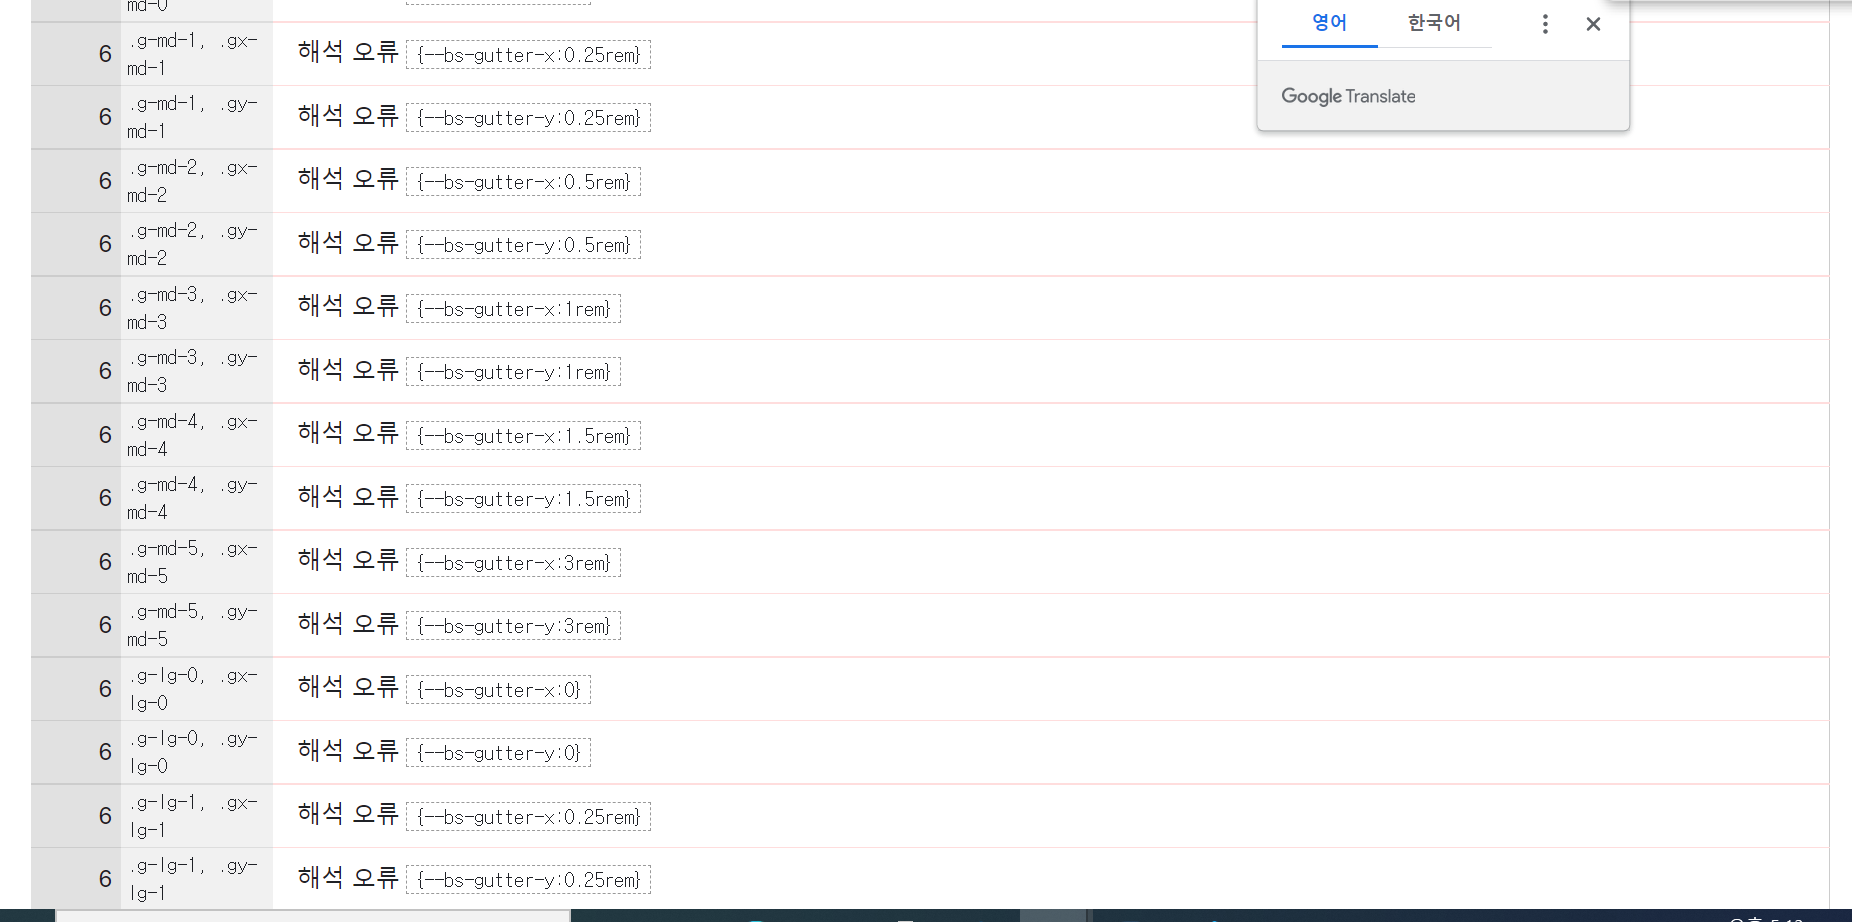 md-0
영어 한국어
Google Translate
6 .g-md-1, .gx-
md-1
해석 오류 {--bs-gutter-x:0.25rem}
6 .g-md-1, .gy-
md-1
해석 오류 {--bs-gutter-y:0.25rem}
6 .g-md-2, .gx-
md-2
해석 오류 {--bs-gutter-x:0.5rem}
6 .g-md-2, .gy-
md-2
해석 오류 {--bs-gutter-y:0.5rem}
6 .g-md-3, .gx-
md-3
해석 오류 {--bs-gutter-x:1rem}
6 .g-md-3, .gy-
md-3
해석 오류 {--bs-gutter-y:1rem}
6 .g-md-4, .gx-
md-4
해석 오류 {--bs-gutter-x:1.5rem}
6 .g-md-4, .gy-
md-4
해석 오류 {--bs-gutter-y:1.5rem}
6 .g-md-5, .gx-
md-5
해석 오류 {--bs-gutter-x:3rem}
6 .g-md-5, .gy-
md-5
해석 오류 {--bs-gutter-y:3rem}
6 .g-lg-0, .gx-
lg-0
해석 오류 {--bs-gutter-x:0}
6 .g-lg-0, .gy-
lg-0
해석 오류 {--bs-gutter-y:0}
6 .g-lg-1, .gx-
lg-1
해석 오류 {--bs-gutter-x:0.25rem}
6 .g-lg-1, .gy-
lg-1
해석 오류 {--bs-gutter-y:0.25rem}